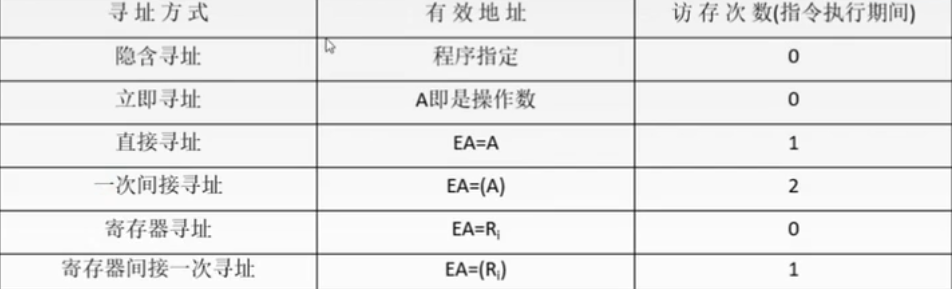 寻址方式 有效地址 访存次数(指令执行期间)
隐含寻址 程序指定 0
立即寻址 A即是操作数 0
直接寻址 EA=A 1
一次间接寻址 EA=(A) 2
寄存器寻址 EA=Rᵢ 0
寄存器间接一次寻址 EA=(Rᵢ) 1